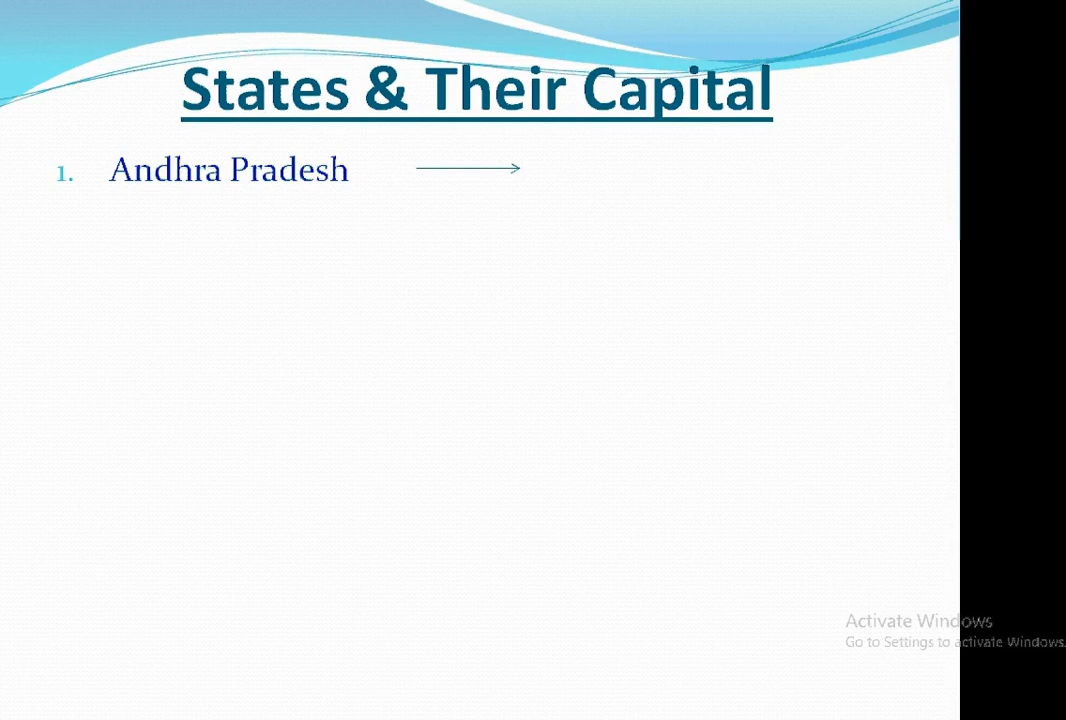 States & Their Capital
1. Andhra Pradesh
Activate Windows
Go to Settings to activate Windows.